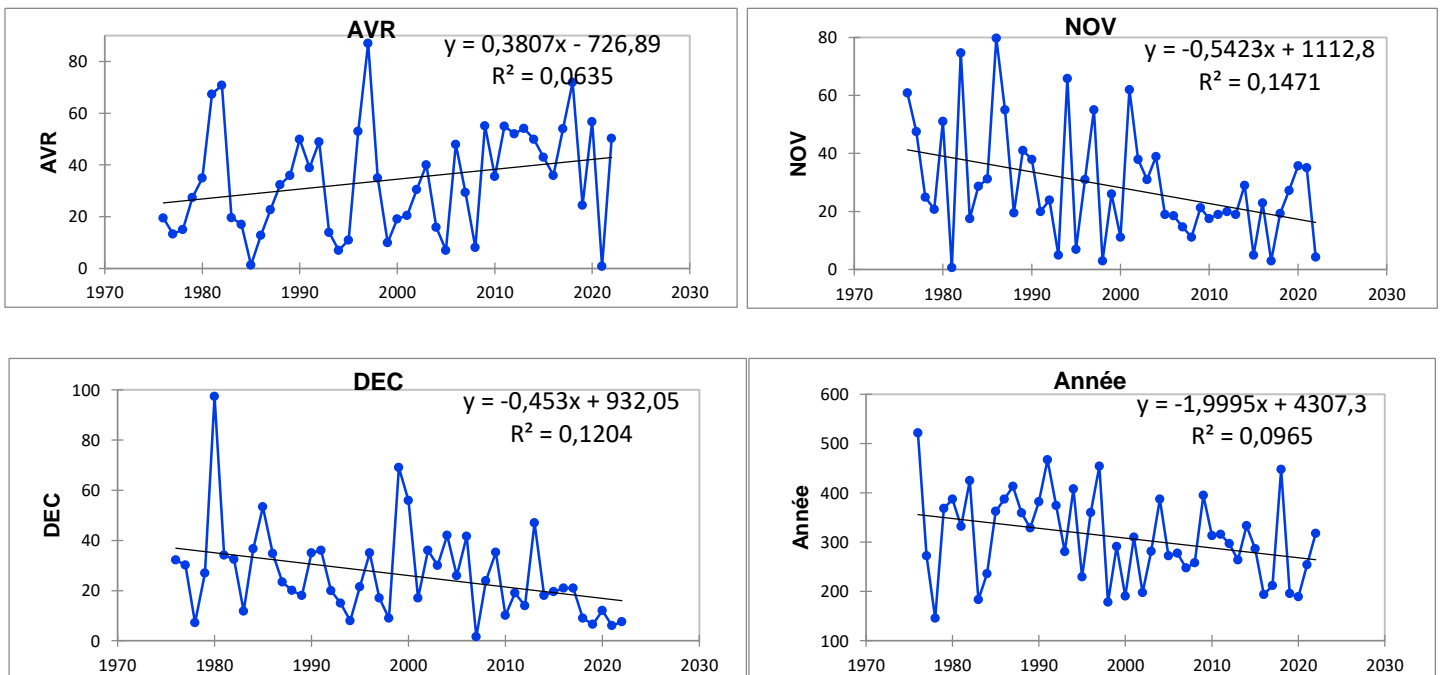 AVR
y = 0,3807x - 726,89
R² = 0,0635
AVR
80
60
40
20
0
1970 1980 1990 2000 2010 2020 2030
NOV
y = -0,5423x + 1112,8
R² = 0,1471
NOV
80
60
40
20
0
1970 1980 1990 2000 2010 2020 2030
DEC
y = -0,453x + 932,05
R² = 0,1204
DEC
100
80
60
40
20
0
1970 1980 1990 2000 2010 2020 2030
Année
y = -1,9995x + 4307,3
R² = 0,0965
Année
600
500
400
300
200
100
1970 1980 1990 2000 2010 2020 2030